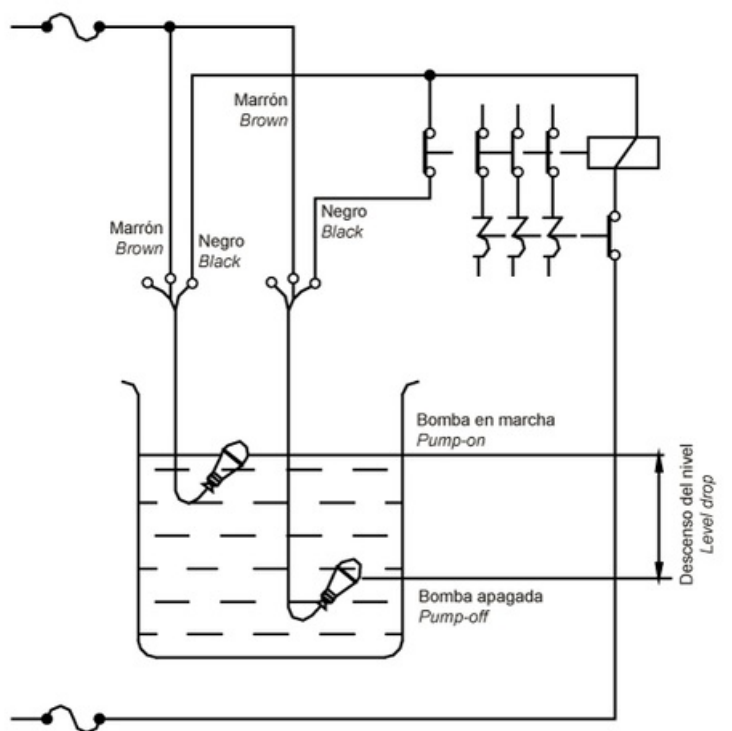 Marrón
Brown
Negro
Black
Marrón
Brown
Negro
Black
Bomba en marcha
Pump-on
Descenso del nivel
Level drop
Bomba apagada
Pump-off